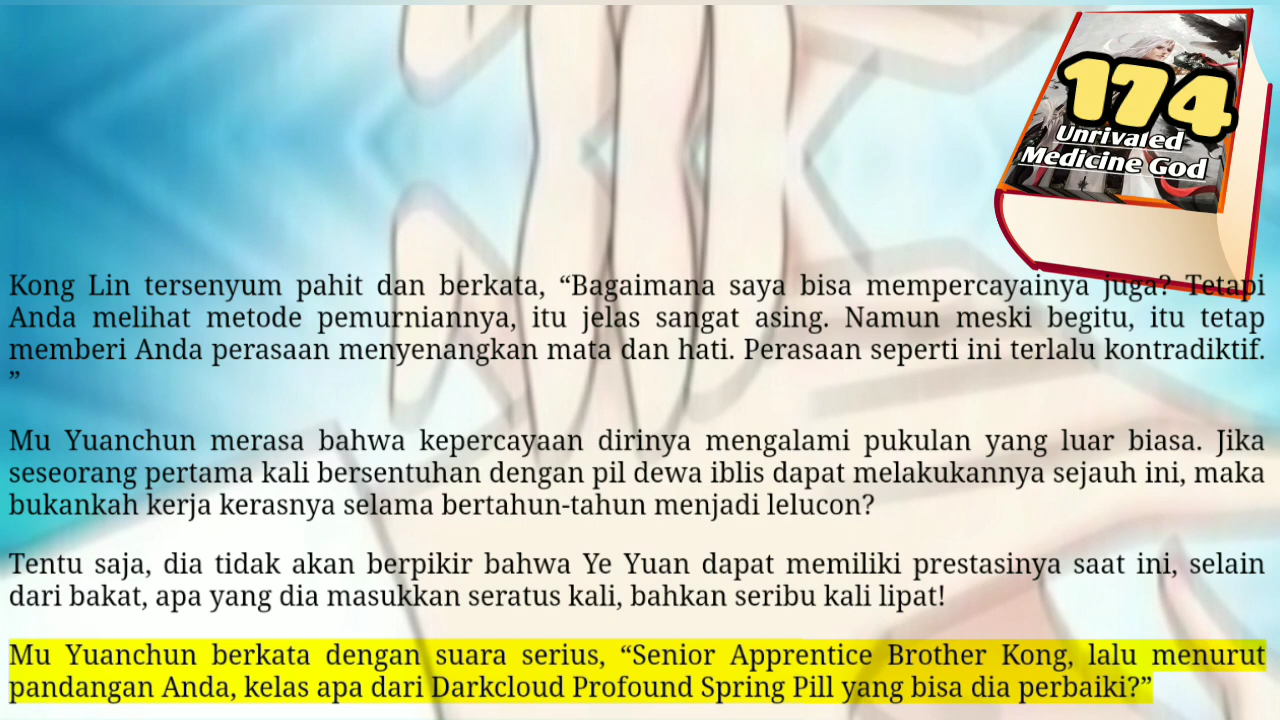 174
Unrivaled
Medicine God
Kong Lin tersenyum pahit dan berkata, “Bagaimana saya bisa mempercayainya juga? Tetapi
Anda melihat metode pemurniannya, itu jelas sangat asing. Namun meski begitu, itu tetap
memberi Anda perasaan menyenangkan mata dan hati. Perasaan seperti ini terlalu kontradiktif.
”
Mu Yuanchun merasa bahwa kepercayaan dirinya mengalami pukulan yang luar biasa. Jika
seseorang pertama kali bersentuhan dengan pil dewa iblis dapat melakukannya sejauh ini, maka
bukankah kerja kerasnya selama bertahun-tahun menjadi lelucon?
Tentu saja, dia tidak akan berpikir bahwa Ye Yuan dapat memiliki prestasinya saat ini, selain
dari bakat, apa yang dia masukkan seratus kali, bahkan seribu kali lipat!
Mu Yuanchun berkata dengan suara serius, “Senior Apprentice Brother Kong, lalu menurut
pandangan Anda, kelas apa dari Darkcloud Profound Spring Pill yang bisa dia perbaiki?”